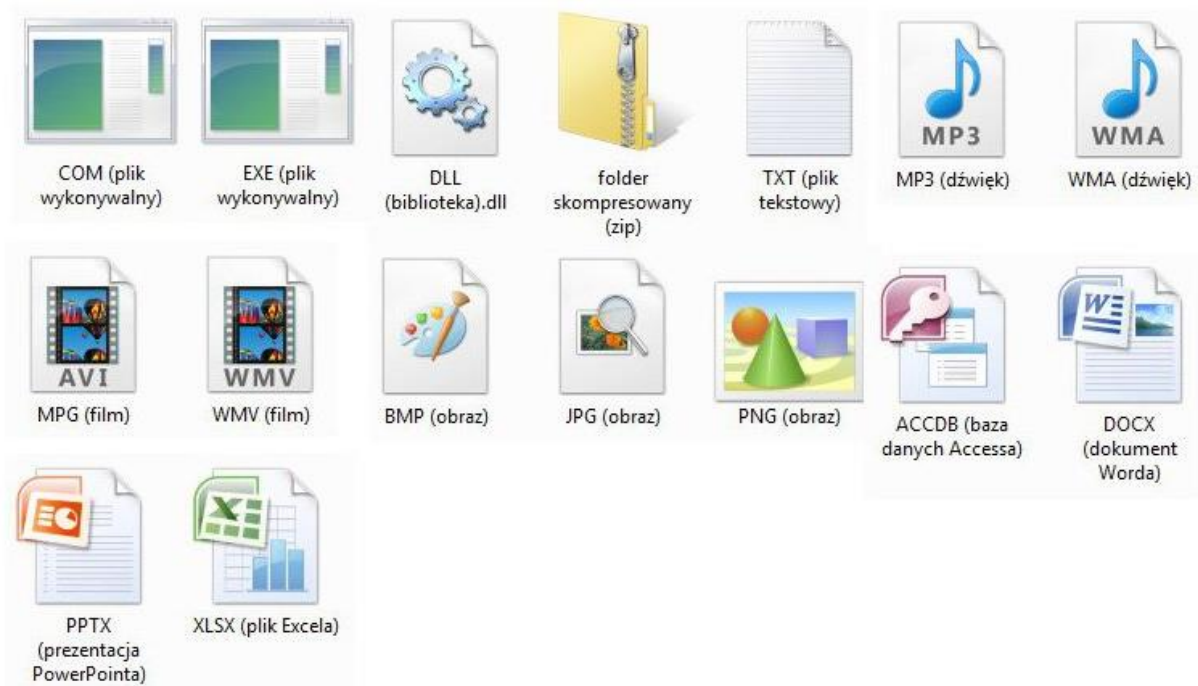 COM (plik
wykonywalny)
EXE (plik
wykonywalny)
DLL
(biblioteka).dll
folder
skompresowany
(zip)
TXT (plik
tekstowy)
MP3
MP3 (dźwięk)
WMA
WMA (dźwięk)
AVI
MPG (film)
WMV
WMV (film)
BMP (obraz)
JPG (obraz)
PNG (obraz)
ACCDB (baza
danych Accessa)
W
DOCX
(dokument
Worda)
PPTX
(prezentacja
PowerPointa)
X
XLSX (plik Excela)